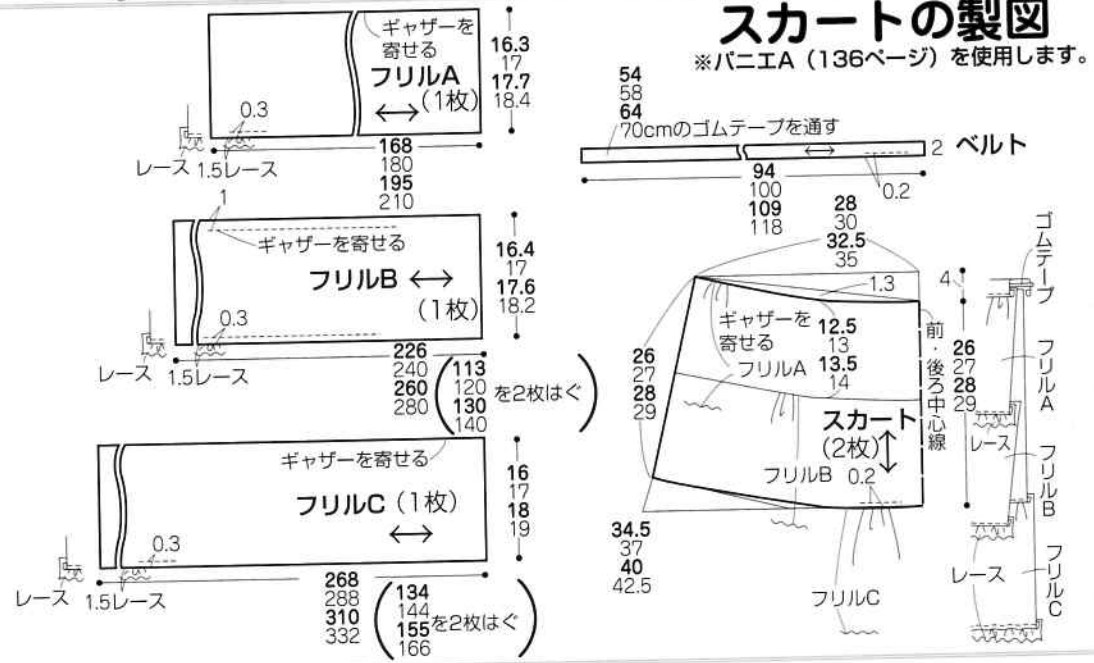 スカートの製図
※パニエA(136ページ)を使用します。
ギャザーを
寄せる
フリルA
(1枚)
16.3
17
17.7
18.4
0.3
レース
1.5レース
168
180
195
210
54
58
64
70cmのゴムテープを通す
2
ベルト
0.2
94
100
109
118
1
ギャザーを寄せる
フリルB
(1枚)
16.4
17
17.6
18.2
0.3
レース
1.5レース
226
240
260
280
(113
120
130
140
を2枚はぐ)
ギャザーを寄せる
フリルC(1枚)
16
17
18
19
0.3
レース
1.5レース
268
288
310
332
(134
144
155
166
を2枚はぐ)
28
30
32.5
35
1.3
4
ギャザーを
寄せる
フリルA
12.5
13
13.5
14
26
27
28
29
前・後ろ中心線
26
27
28
29
スカート
(2枚)
フリルB
0.2
34.5
37
40
42.5
フリルC
ゴムテープ
フリルA
レース
フリルB
レース
フリルC